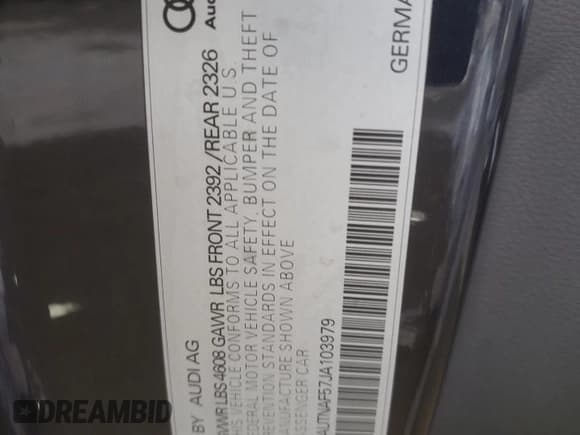 Aud
GERMA
BY AUDI AG
GVWR LBS 4608 GAWR LBS FRONT 2392 /REAR 2326
THIS VEHICLE CONFORMS TO ALL APPLICABLE U.S.
FEDERAL MOTOR VEHICLE SAFETY, BUMPER AND THEFT
PREVENTION STANDARDS IN EFFECT ON THE DATE OF
MANUFACTURE SHOWN ABOVE
PASSENGER CAR
AUTNAF57JA103979
DREAMBID